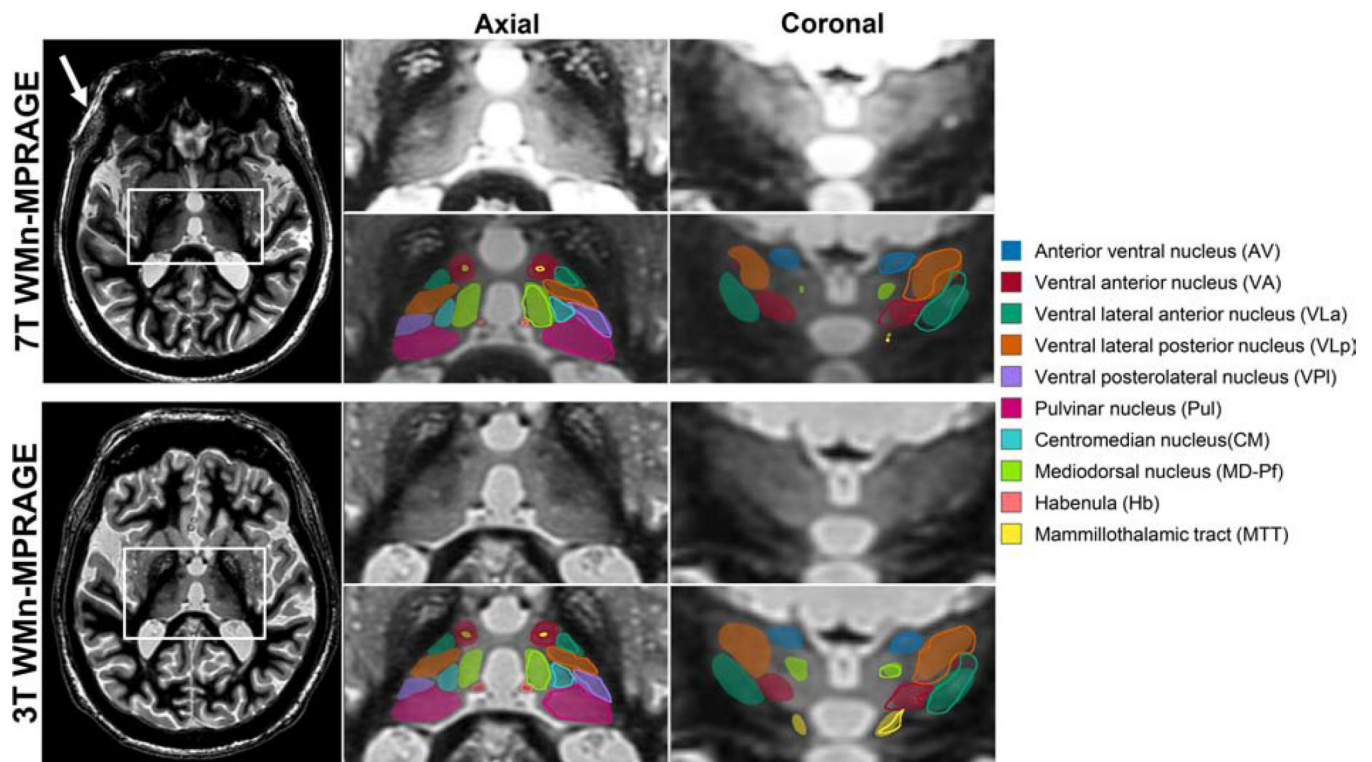 Axial
Coronal
7T WMn-MPRAGE
3T WMn-MPRAGE
Anterior ventral nucleus (AV)
Ventral anterior nucleus (VA)
Ventral lateral anterior nucleus (VLa)
Ventral lateral posterior nucleus (VLp)
Ventral posterolateral nucleus (VPl)
Pulvinar nucleus (Pul)
Centromedian nucleus(CM)
Mediodorsal nucleus (MD-Pf)
Habenula (Hb)
Mammillothalamic tract (MTT)